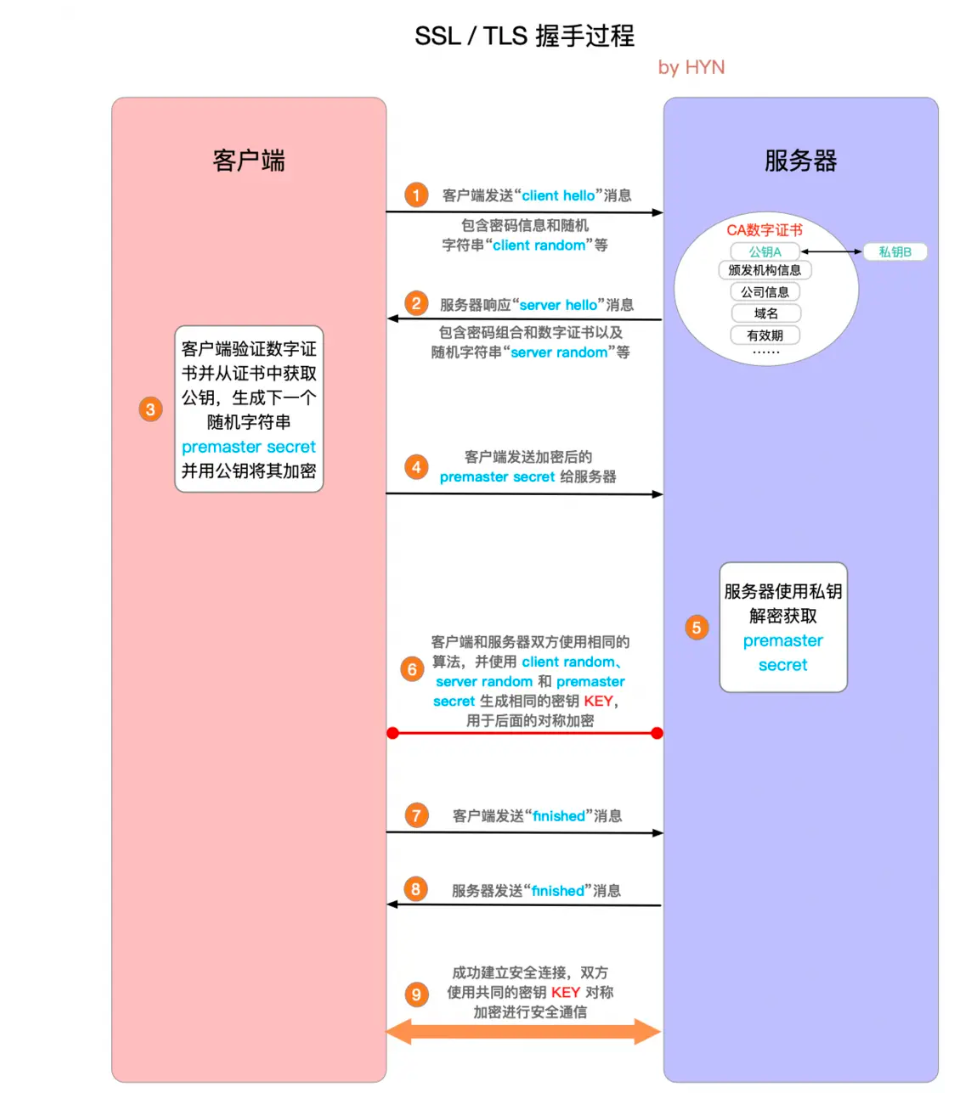 SSL / TLS 握手过程
by HYN
客户端
服务器
1
客户端发送“client hello”消息
包含密码信息和随机
字符串“client random”等
CA数字证书
公钥A
私钥B
颁发机构信息
公司信息
域名
有效期
……
2
服务器响应“server hello”消息
包含密码组合和数字证书以及
随机字符串“server random”等
3
客户端验证数字证
书并从证书中获取
公钥，生成下一个
随机字符串
premaster secret
并用公钥将其加密
4
客户端发送加密后的
premaster secret 给服务器
5
服务器使用私钥
解密获取
premaster
secret
6
客户端和服务器双方使用相同的
算法，并使用 client random、
server random 和 premaster
secret 生成相同的密钥 KEY，
用于后面的对称加密
7
客户端发送“finished”消息
8
服务器发送“finished”消息
9
成功建立安全连接，双方
使用共同的密钥 KEY 对称
加密进行安全通信